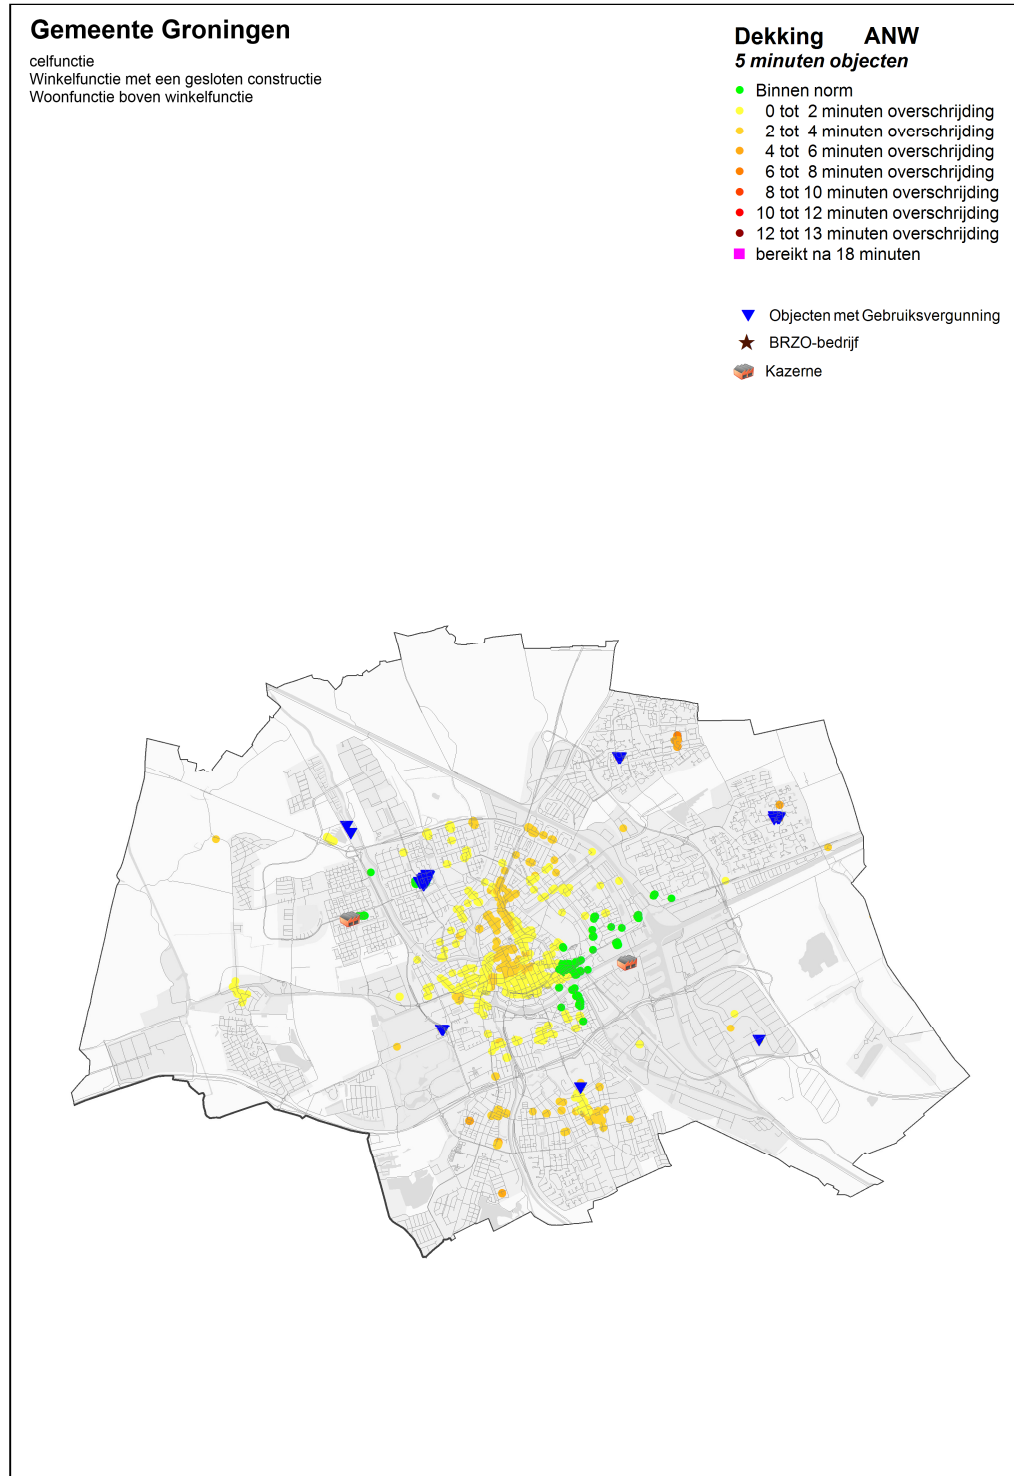 Gemeente Groningen
celfunctie
Winkelfunctie met een gesloten constructie
Woonfunctie boven winkelfunctie
Dekking ANW
5 minuten objecten
Binnen norm
0 tot 2 minuten overschrijding
2 tot 4 minuten overschrijding
4 tot 6 minuten overschrijding
6 tot 8 minuten overschrijding
8 tot 10 minuten overschrijding
10 tot 12 minuten overschrijding
12 tot 13 minuten overschrijding
bereikt na 18 minuten
Objecten met Gebruiksvergunning
BRZO-bedrijf
Kazerne